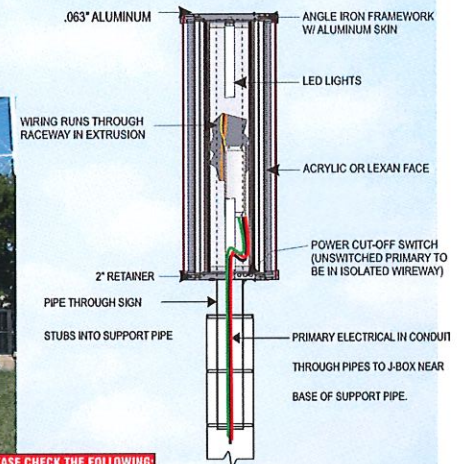 .063" ALUMINUM
ANGLE IRON FRAMEWORK
W/ ALUMINUM SKIN
LED LIGHTS
WIRING RUNS THROUGH
RACEWAY IN EXTRUSION
ACRYLIC OR LEXAN FACE
POWER CUT-OFF SWITCH
(UNSWITCHED PRIMARY TO
BE IN ISOLATED WIREWAY)
2" RETAINER
PIPE THROUGH SIGN
STUBS INTO SUPPORT PIPE
PRIMARY ELECTRICAL IN CONDUIT
THROUGH PIPES TO J-BOX NEAR
BASE OF SUPPORT PIPE.
ASE CHECK THE FOLLOWING: